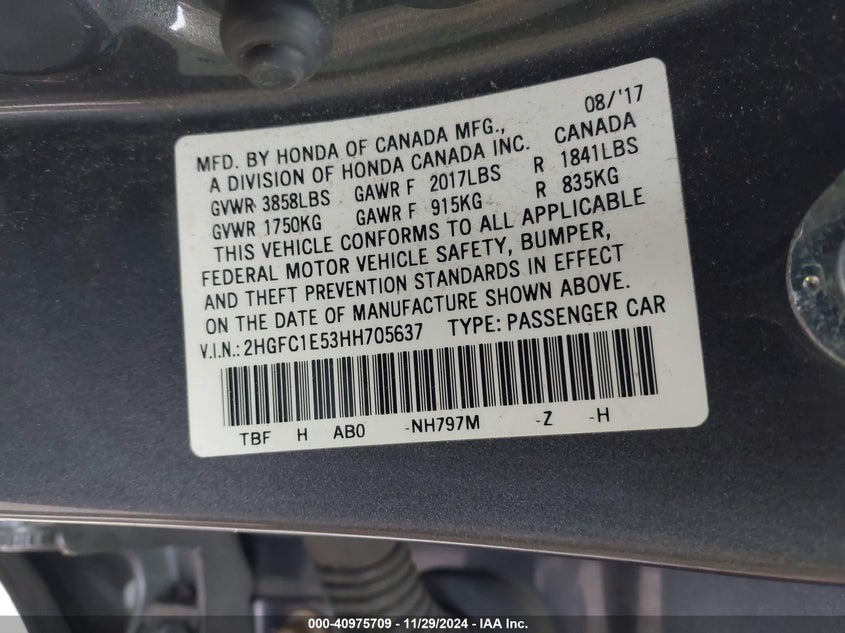 08/'17
MFD. BY HONDA OF CANADA MFG., CANADA
A DIVISION OF HONDA CANADA INC.
GVWR 3858LBS GAWR F 2017LBS R 1841LBS
GVWR 1750KG GAWR F 915KG R 835KG
THIS VEHICLE CONFORMS TO ALL APPLICABLE
FEDERAL MOTOR VEHICLE SAFETY, BUMPER,
AND THEFT PREVENTION STANDARDS IN EFFECT
ON THE DATE OF MANUFACTURE SHOWN ABOVE.
V.I.N.: 2HGFC1E53HH705637 TYPE: PASSENGER CAR
TBF H AB0 -NH797M -Z -H
000-40975709 - 11/29/2024 - IAA Inc.